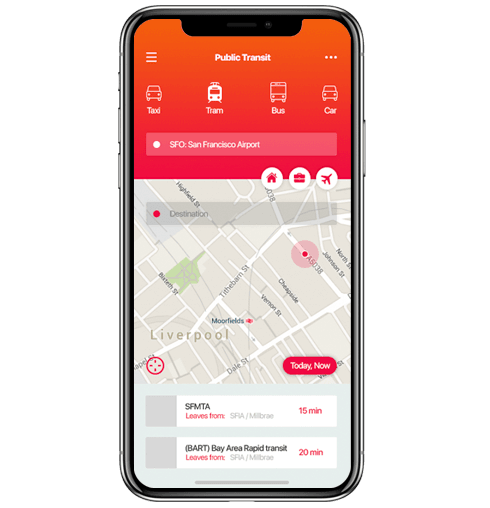 Public Transit
Taxi Tram Bus Car
SFO: San Francisco Airport
Highfield St
A5038
Destination
North St
Johnson St
A5038
Bixteth St
Tithebarn St
Cheapside
Vernon St
Moorfields
Liverpool
Dale St
Today, Now
SFMTA
15 min
Leaves from: SFIA / Millbrae
(BART) Bay Area Rapid transit
20 min
Leaves from: SFIA / Millbrae